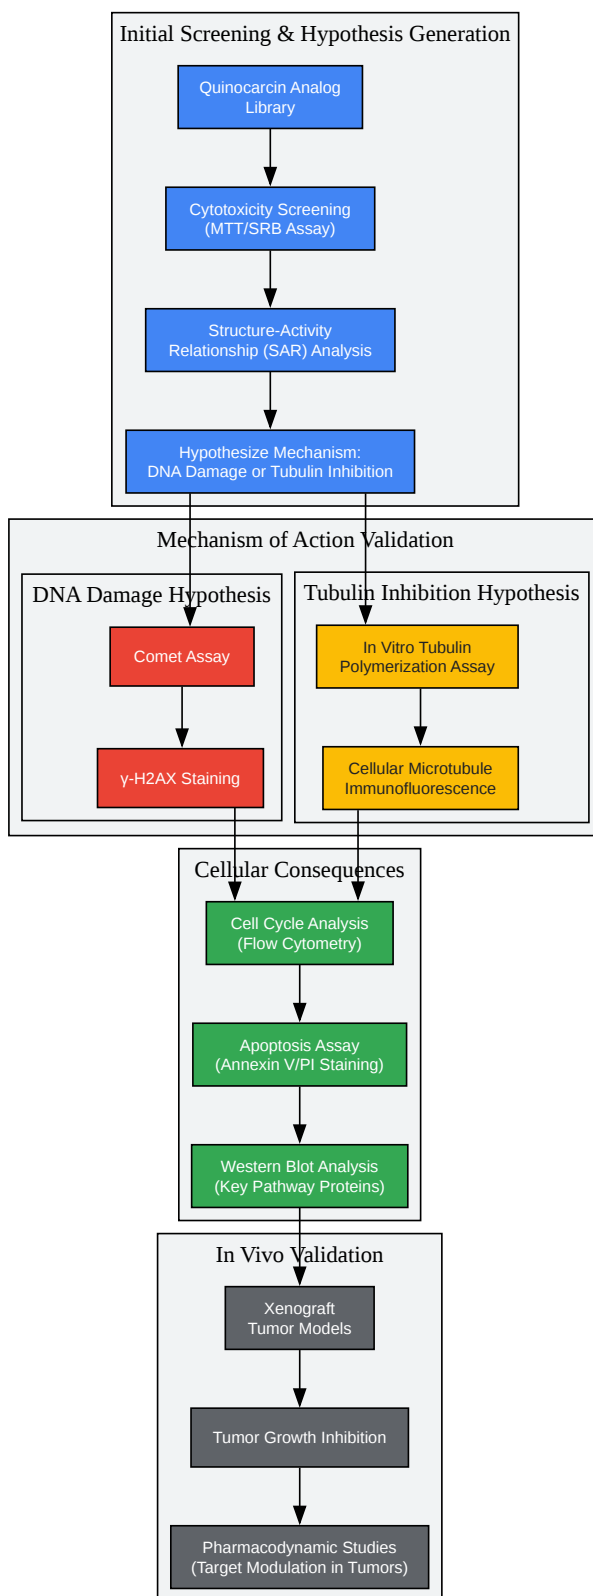 Initial Screening & Hypothesis Generation
Quinocarcin Analog
Library
Cytotoxicity Screening
(MTT/SRB Assay)
Structure-Activity
Relationship (SAR) Analysis
Hypothesize Mechanism:
DNA Damage or Tubulin Inhibition
Mechanism of Action Validation
DNA Damage Hypothesis
Comet Assay
γ-H2AX Staining
Tubulin Inhibition Hypothesis
In Vitro Tubulin
Polymerization Assay
Cellular Microtubule
Immunofluorescence
Cellular Consequences
Cell Cycle Analysis
(Flow Cytometry)
Apoptosis Assay
(Annexin V/PI Staining)
Western Blot Analysis
(Key Pathway Proteins)
In Vivo Validation
Xenograft
Tumor Models
Tumor Growth Inhibition
Pharmacodynamic Studies
(Target Modulation in Tumors)